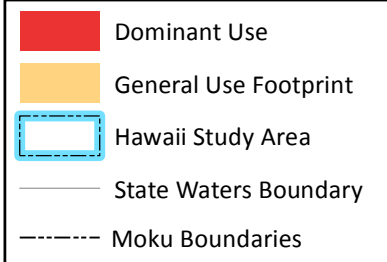 Dominant Use
General Use Footprint
Hawaii Study Area
State Waters Boundary
Moku Boundaries